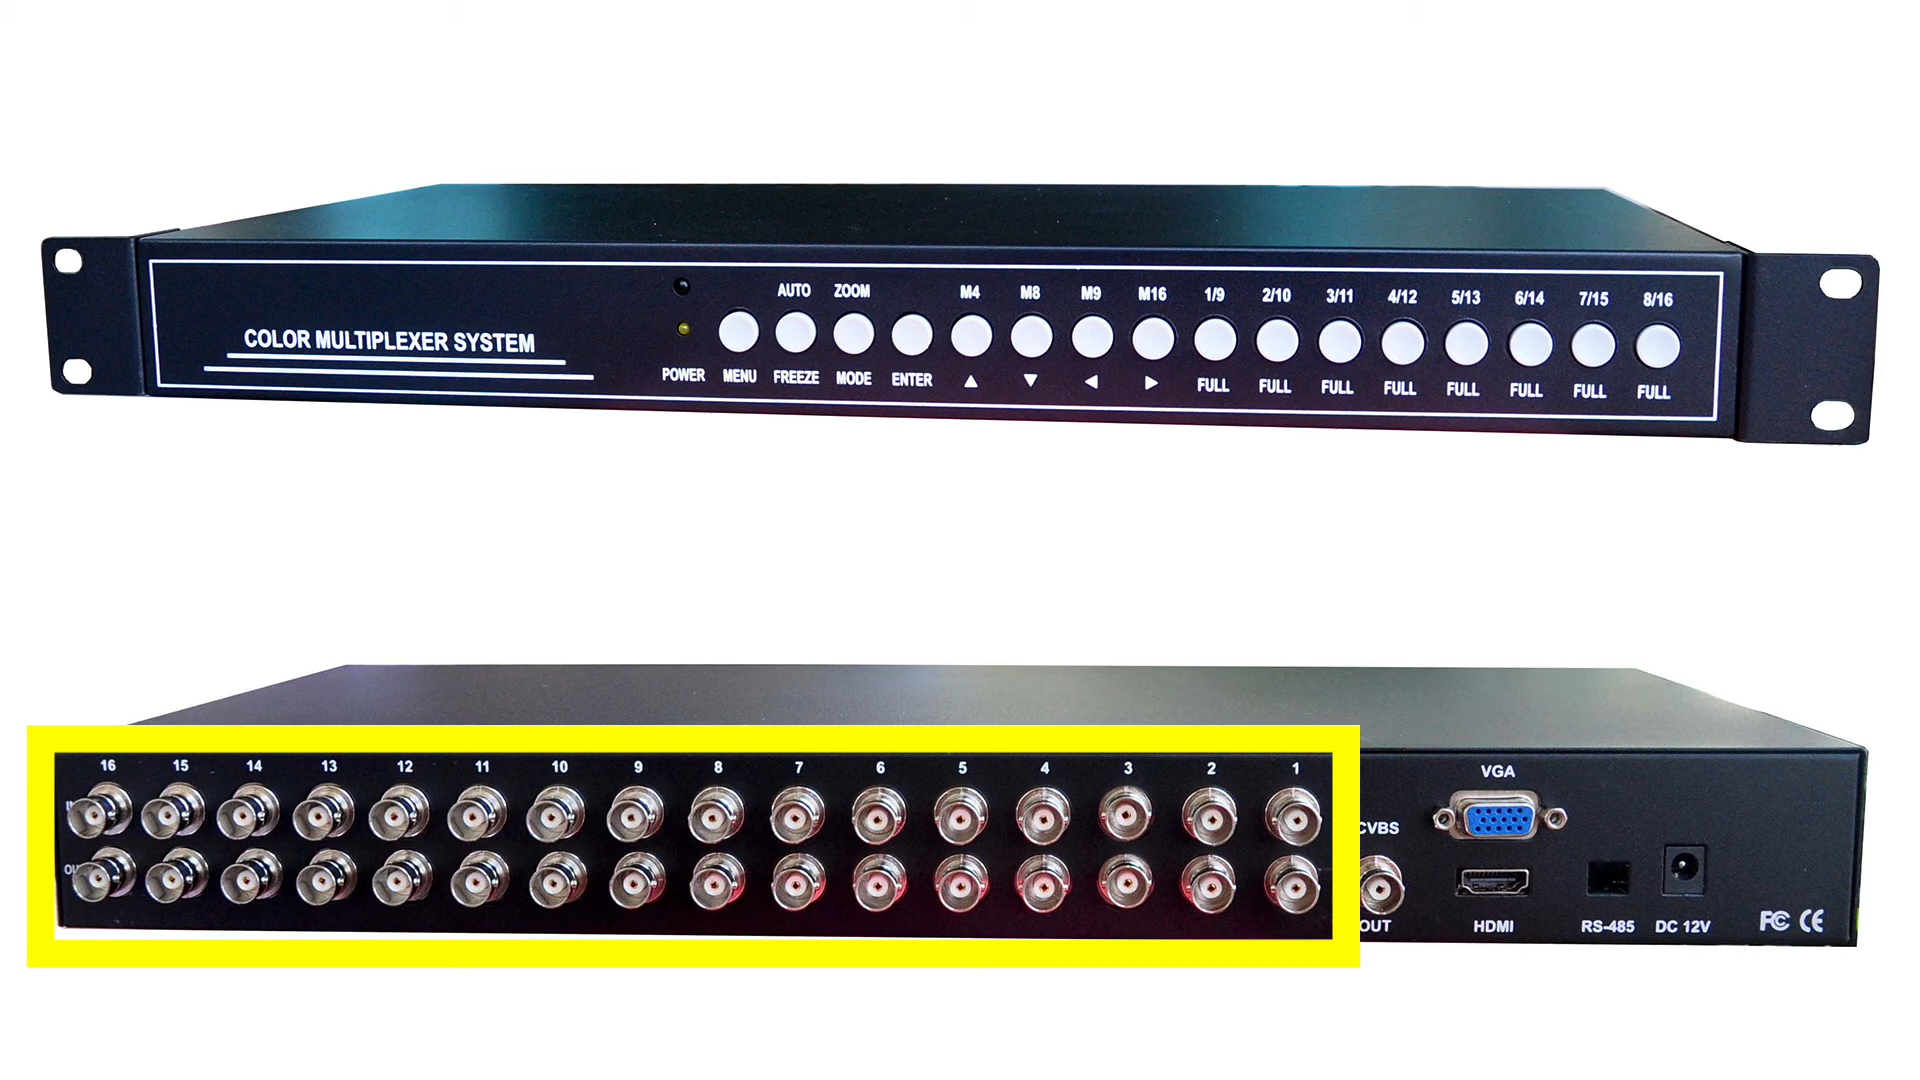 AUTO ZOOM M4 M8 M9 M16 1/9 2/10 3/11 4/12 5/13 6/14 7/15 8/16
COLOR MULTIPLEXER SYSTEM
POWER MENU FREEZE MODE ENTER ▲ ▼ ◀ ▶ FULL FULL FULL FULL FULL FULL FULL FULL
16 15 14 13 12 11 10 9 8 7 6 5 4 3 2 1
VGA
CVBS
OUT HDMI RS-485 DC 12V FC CE